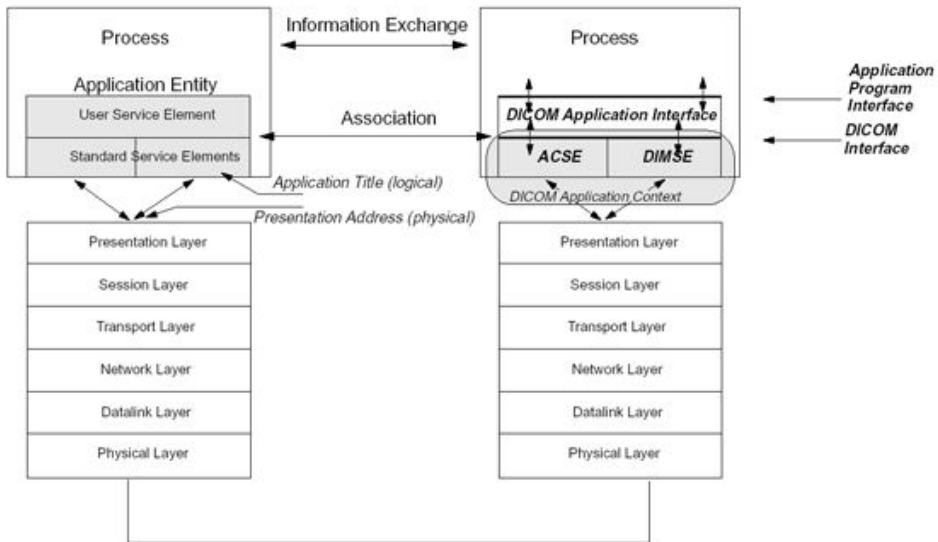 Process
Information Exchange
Process
Application Entity
User Service Element
Standard Service Elements
Association
DICOM Application Interface
ACSE
DIMSE
DICOM Application Context
Application
Program
Interface
DICOM
Interface
Application Title (logical)
Presentation Address (physical)
Presentation Layer
Session Layer
Transport Layer
Network Layer
Datalink Layer
Physical Layer
Presentation Layer
Session Layer
Transport Layer
Network Layer
Datalink Layer
Physical Layer